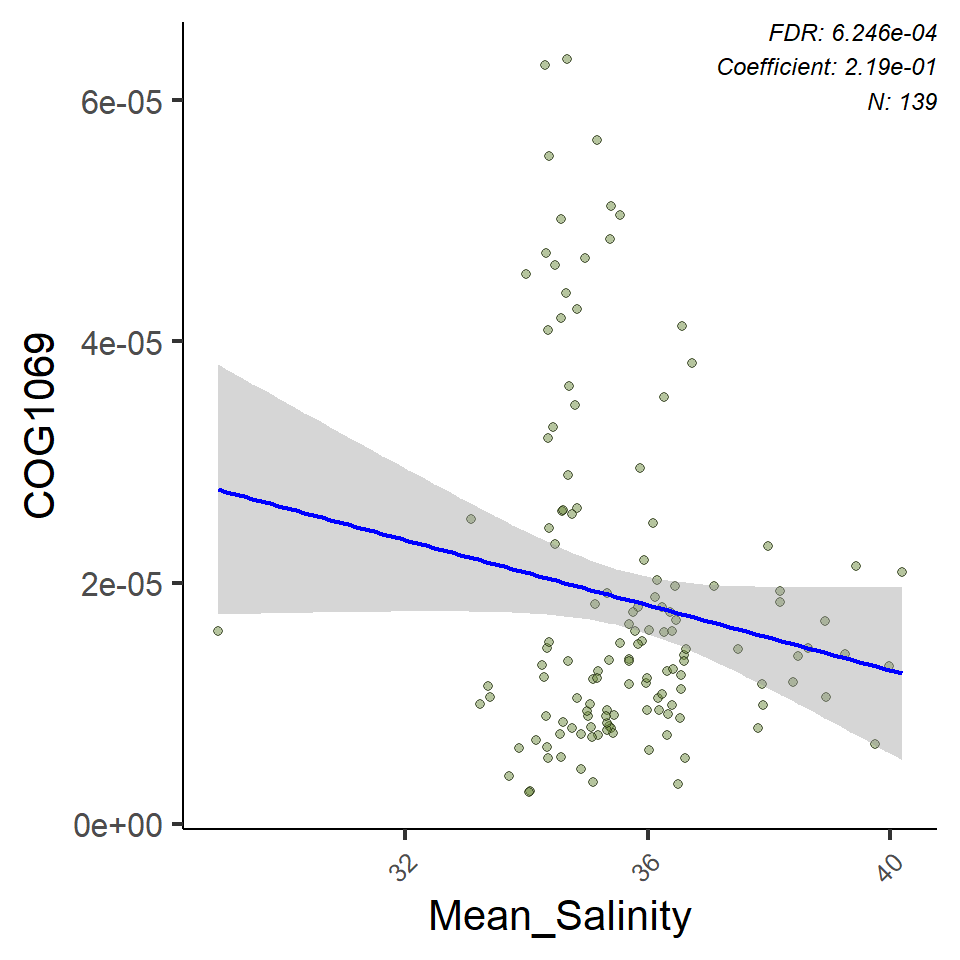 FDR: 6.246e-04
Coefficient: 2.19e-01
N: 139
6e-05
4e-05
2e-05
0e+00
COG1069
32
36
40
Mean_Salinity